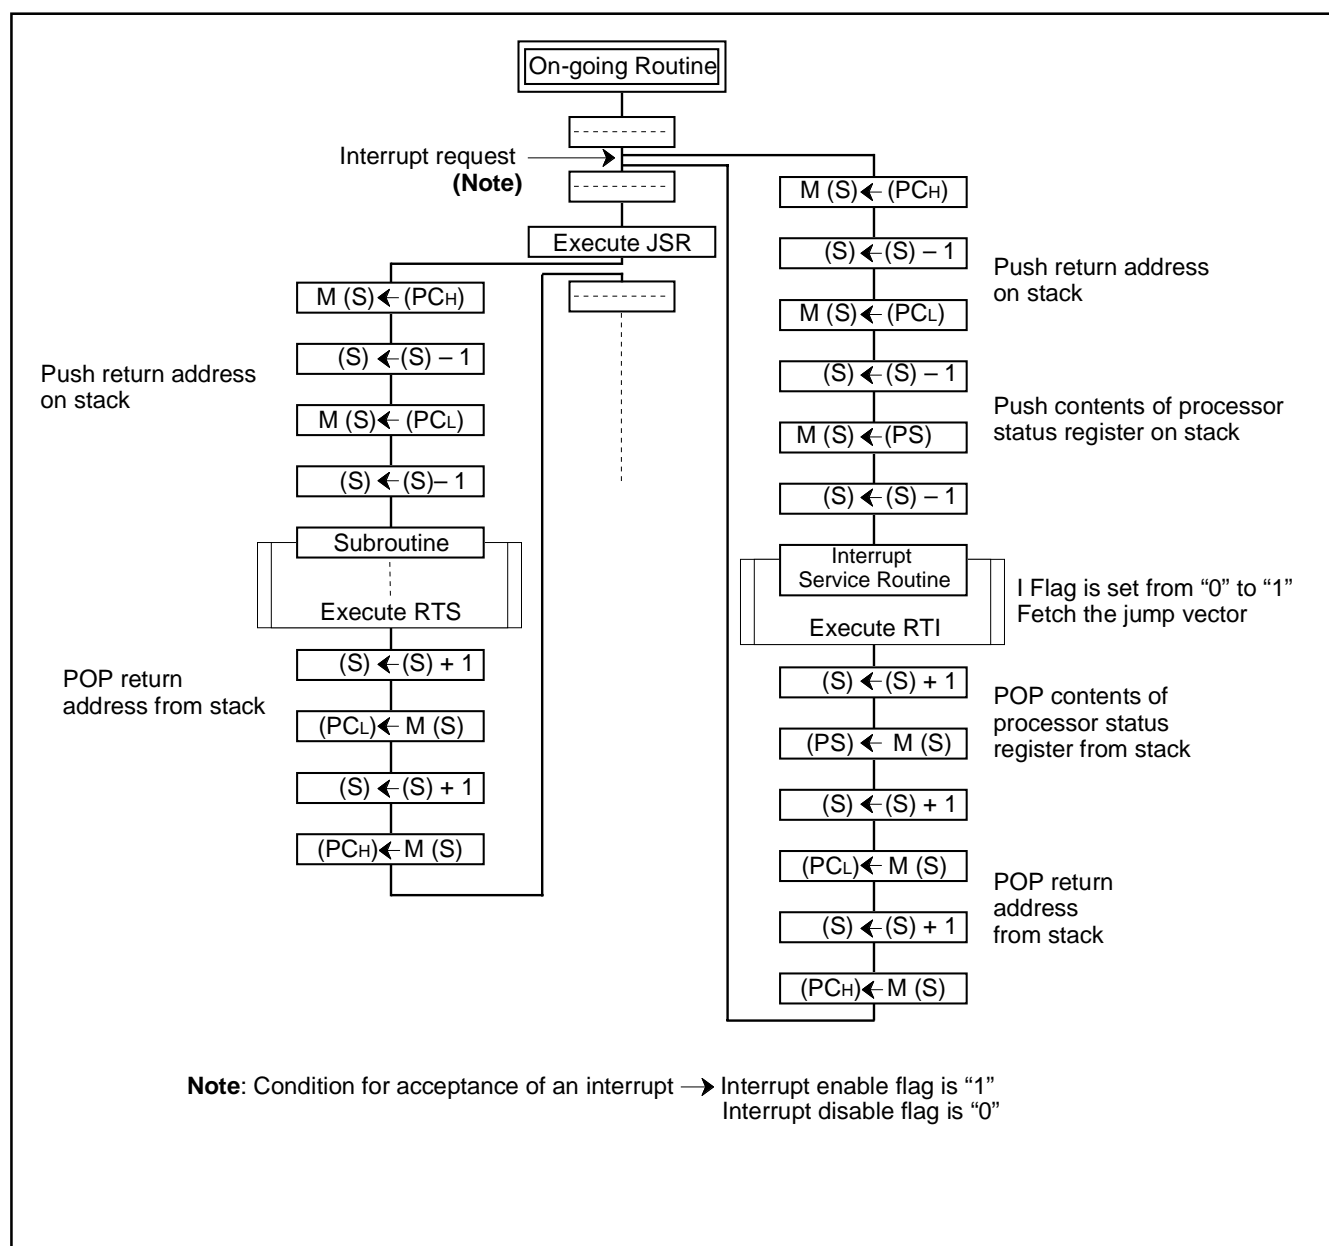 On-going Routine
Interrupt request
(Note)
Execute JSR
M (S) ← (PCH)
(S) ← (S) – 1
M (S) ← (PCL)
(S) ← (S) – 1
Push return address
on stack
Subroutine
Execute RTS
(S) ← (S) + 1
(PCL) ← M (S)
(S) ← (S) + 1
(PCH) ← M (S)
POP return
address from stack
M (S) ← (PCH)
(S) ← (S) – 1
M (S) ← (PCL)
(S) ← (S) – 1
M (S) ← (PS)
(S) ← (S) – 1
Push return address
on stack
Push contents of processor
status register on stack
Interrupt
Service Routine
Execute RTI
I Flag is set from “0” to “1”
Fetch the jump vector
(S) ← (S) + 1
(PS) ← M (S)
(S) ← (S) + 1
(PCL) ← M (S)
(S) ← (S) + 1
(PCH) ← M (S)
POP contents of
processor status
register from stack
POP return
address
from stack
Note: Condition for acceptance of an interrupt → Interrupt enable flag is “1”
Interrupt disable flag is “0”